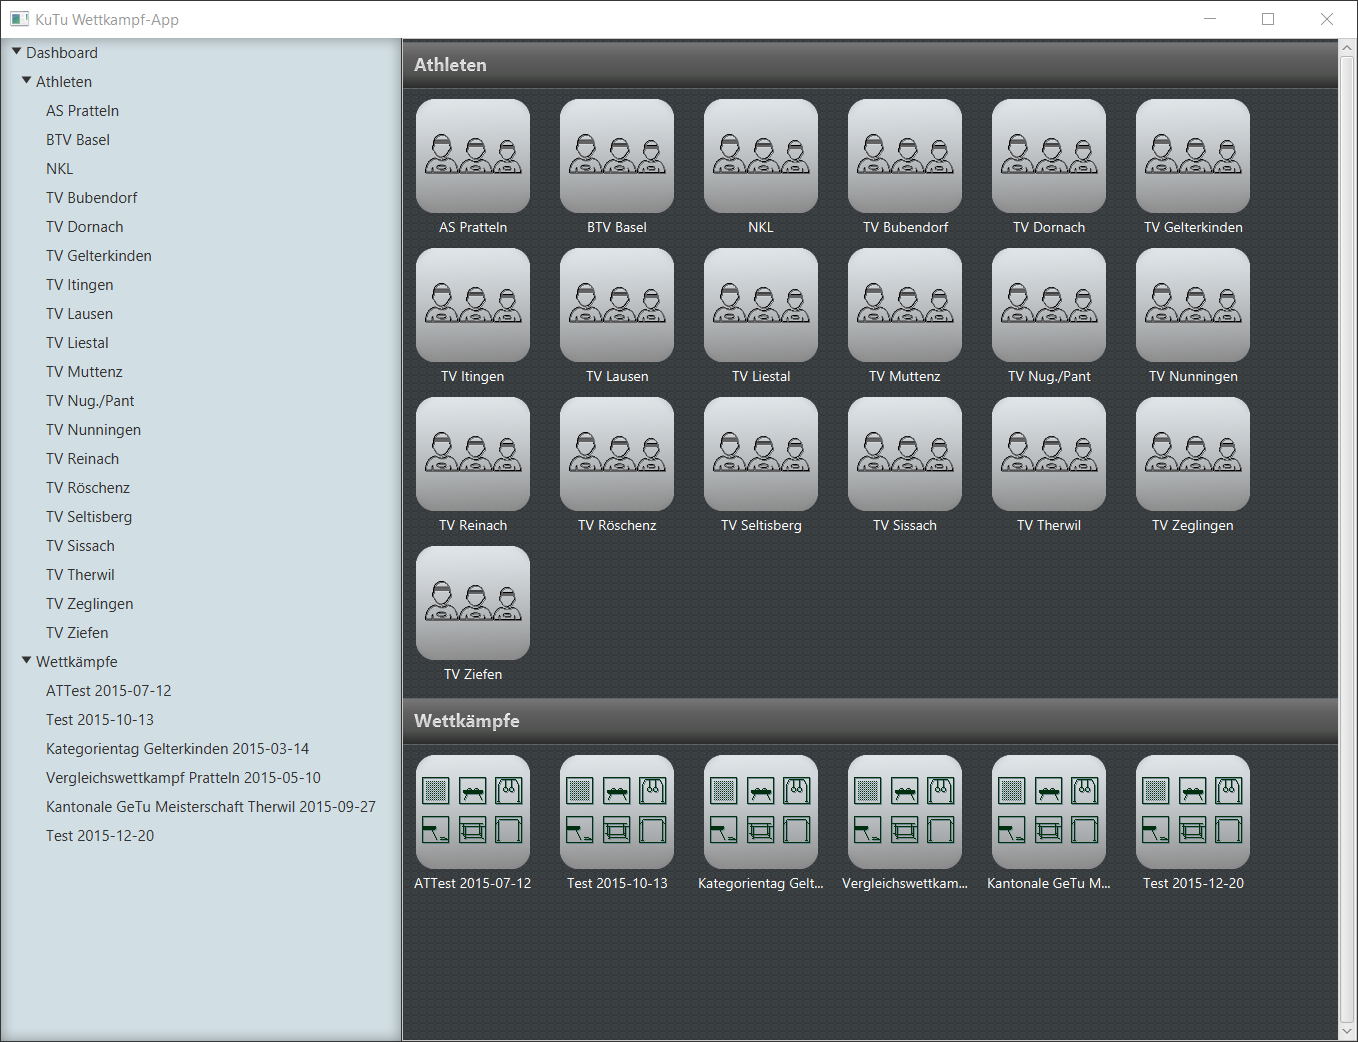 KuTu Wettkampf-App
Dashboard
Athleten
AS Pratteln
BTV Basel
NKL
TV Bubendorf
TV Dornach
TV Gelterkinden
TV Itingen
TV Lausen
TV Liestal
TV Muttenz
TV Nug./Pant
TV Nunningen
TV Reinach
TV Röschenz
TV Seltisberg
TV Sissach
TV Therwil
TV Zeglingen
TV Ziefen
Wettkämpfe
ATTest 2015-07-12
Test 2015-10-13
Kategorientag Gelterkinden 2015-03-14
Vergleichswettkampf Pratteln 2015-05-10
Kantonale GeTu Meisterschaft Therwil 2015-09-27
Test 2015-12-20
Athleten
AS Pratteln BTV Basel NKL TV Bubendorf TV Dornach TV Gelterkinden
TV Itingen TV Lausen TV Liestal TV Muttenz TV Nug./Pant TV Nunningen
TV Reinach TV Röschenz TV Seltisberg TV Sissach TV Therwil TV Zeglingen
TV Ziefen
Wettkämpfe
ATTest 2015-07-12 Test 2015-10-13 Kategorientag Gelt... Vergleichswettkam... Kantonale GeTu M... Test 2015-12-20